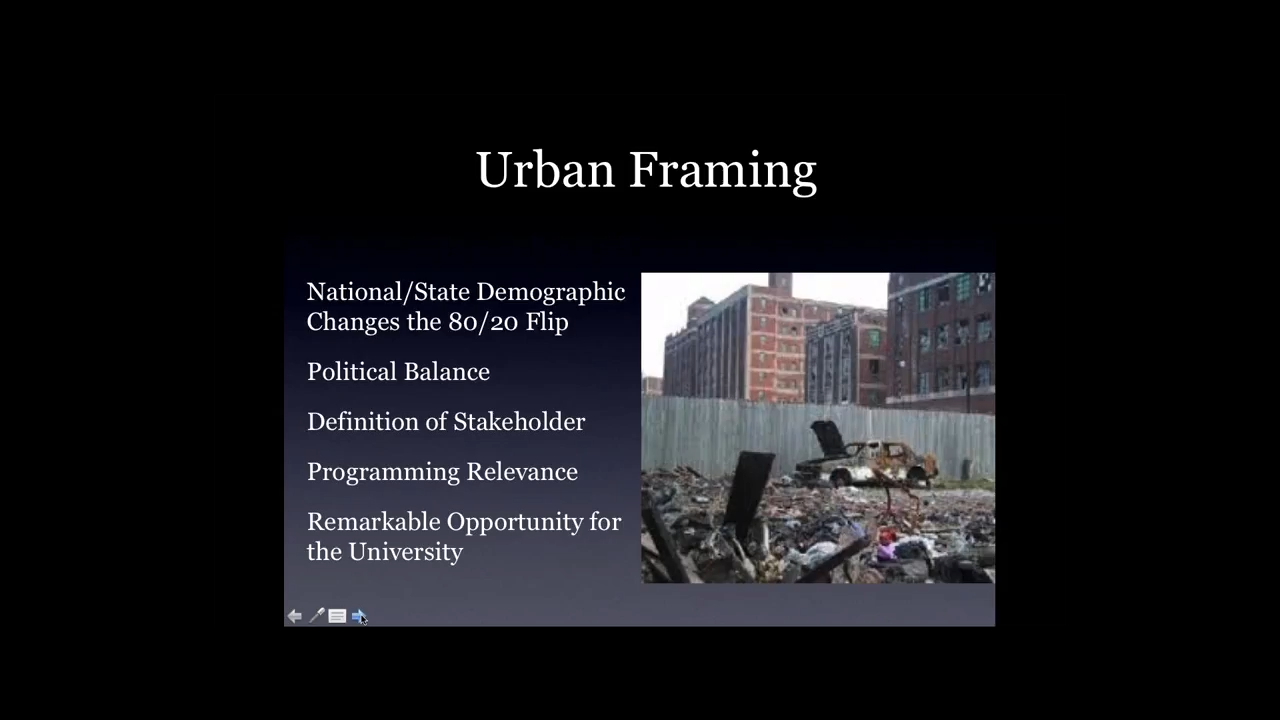 Urban Framing
National/State Demographic
Changes the 80/20 Flip
Political Balance
Definition of Stakeholder
Programming Relevance
Remarkable Opportunity for
the University